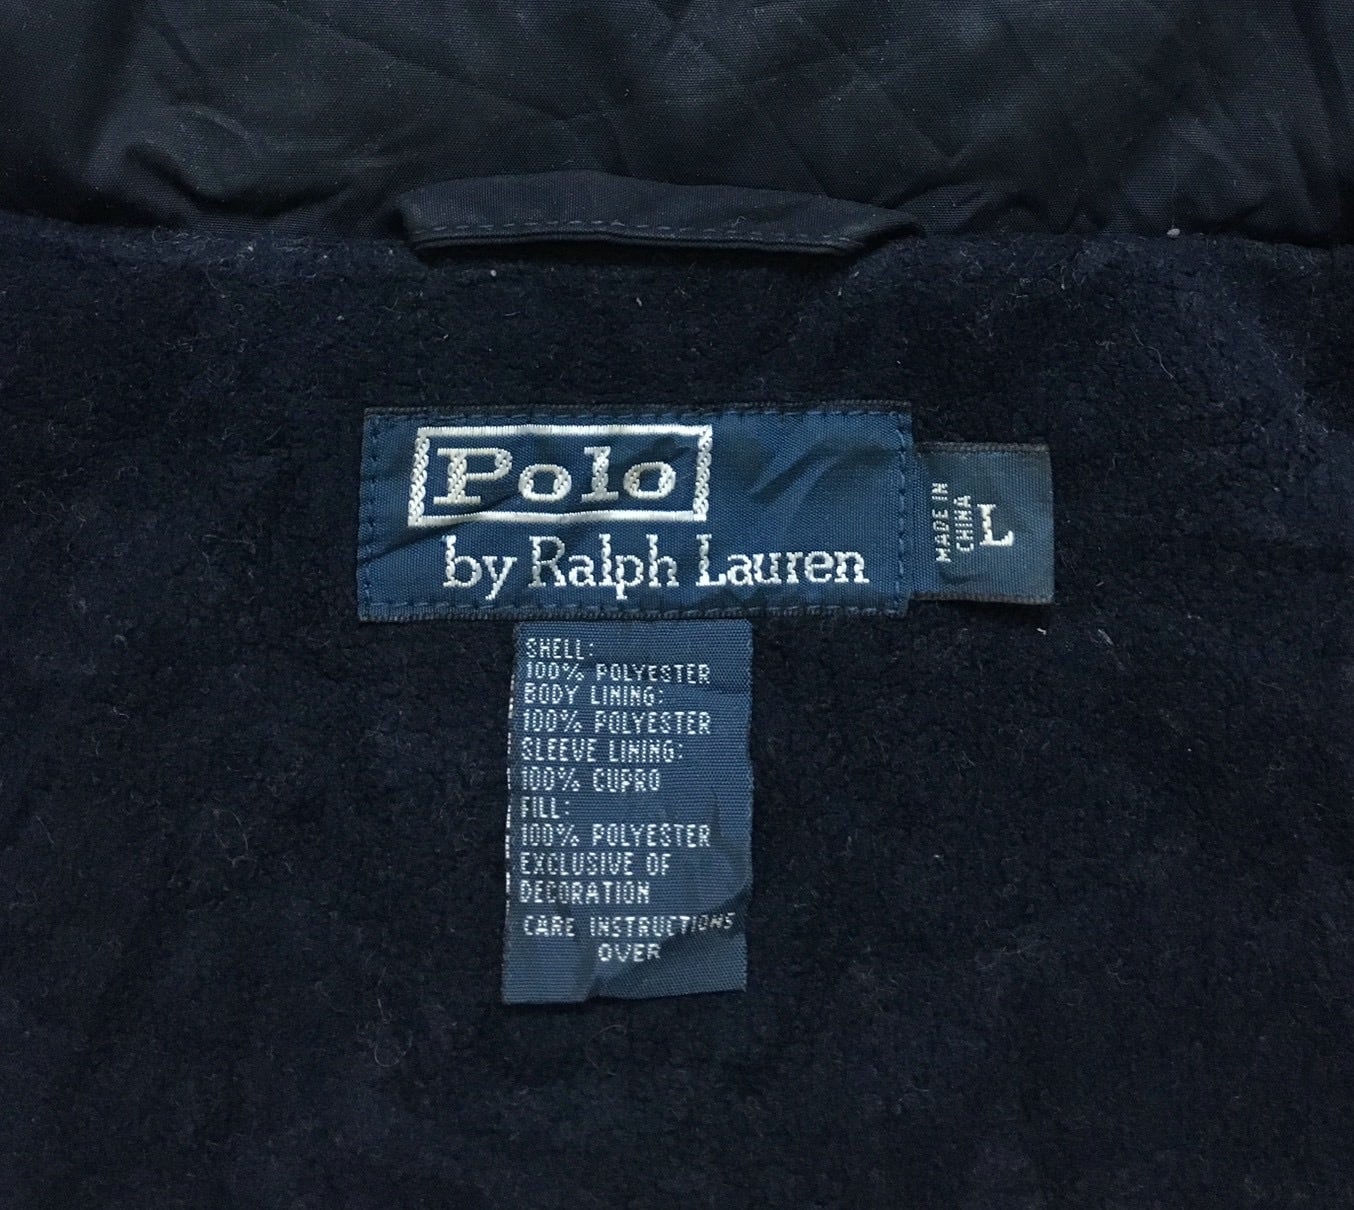 Polo
by Ralph Lauren
MADE IN
CHINA
L
SHELL:
100% POLYESTER
BODY LINING:
100% POLYESTER
SLEEVE LINING:
100% CUPRO
FILL:
100% POLYESTER
EXCLUSIVE OF
DECORATION
CARE INSTRUCTIONS
OVER